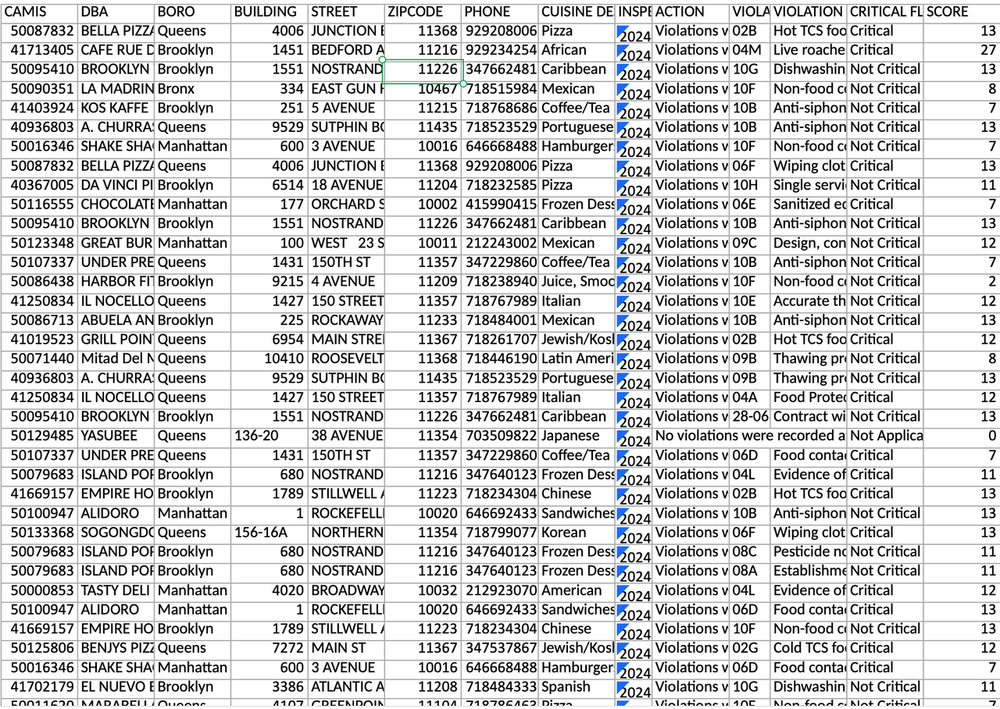 CAMIS DBA BORO BUILDING STREET ZIPCODE PHONE CUISINE DE INSPE ACTION VIOLA VIOLATION CRITICAL FL SCORE
50087832 BELLA PIZZA Queens 4006 JUNCTION B 11368 929208006 Pizza 2024 Violations w 02B Hot TCS foo Critical 13
41713405 CAFE RUE D Brooklyn 1451 BEDFORD A 11216 929234254 African 2024 Violations w 04M Live roache Critical 27
50095410 BROOKLYN Brooklyn 1551 NOSTRAND 11226 347662481 Caribbean 2024 Violations w 10G Dishwashin Not Critical 13
50090351 LA MADRIN Bronx 334 EAST GUN H 10467 718515984 Mexican 2024 Violations w 10F Non-food co Not Critical 8
41403924 KOS KAFFE Brooklyn 251 5 AVENUE 11215 718768686 Coffee/Tea 2024 Violations w 10B Anti-siphon Not Critical 7
40936803 A. CHURRAS Queens 9529 SUTPHIN BO 11435 718523529 Portuguese 2024 Violations w 10B Anti-siphon Not Critical 13
50016346 SHAKE SHA Manhattan 600 3 AVENUE 10016 646668488 Hamburger 2024 Violations w 10F Non-food co Not Critical 7
50087832 BELLA PIZZA Queens 4006 JUNCTION B 11368 929208006 Pizza 2024 Violations w 06F Wiping clot Critical 13
40367005 DA VINCI PI Brooklyn 6514 18 AVENUE 11204 718232585 Pizza 2024 Violations w 10H Single servi Not Critical 11
50116555 CHOCOLATE Manhattan 177 ORCHARD S 10002 415990415 Frozen Dess 2024 Violations w 06E Sanitized eq Critical 7
50095410 BROOKLYN Brooklyn 1551 NOSTRAND 11226 347662481 Caribbean 2024 Violations w 10B Anti-siphon Not Critical 13
50123348 GREAT BUR Manhattan 100 WEST 23 S 10011 212243002 Mexican 2024 Violations w 09C Design, con Not Critical 12
50107337 UNDER PRE Queens 1431 150TH ST 11357 347229860 Coffee/Tea 2024 Violations w 10B Anti-siphon Not Critical 7
50086438 HARBOR FIT Brooklyn 9215 4 AVENUE 11209 718238940 Juice, Smoo 2024 Violations w 10F Non-food co Not Critical 2
41250834 IL NOCELLO Queens 1427 150 STREET 11357 718767989 Italian 2024 Violations w 10E Accurate th Not Critical 12
50086713 ABUELA AN Brooklyn 225 ROCKAWAY 11233 718484001 Mexican 2024 Violations w 10B Anti-siphon Not Critical 13
41019523 GRILL POINT Queens 6954 MAIN STREE 11367 718261707 Jewish/Kosh 2024 Violations w 02B Hot TCS foo Critical 12
50071440 Mitad Del M Queens 10410 ROOSEVELT 11368 718446190 Latin Ameri 2024 Violations w 09B Thawing pro Not Critical 8
40936803 A. CHURRAS Queens 9529 SUTPHIN BO 11435 718523529 Portuguese 2024 Violations w 09B Thawing pro Not Critical 13
41250834 IL NOCELLO Queens 1427 150 STREET 11357 718767989 Italian 2024 Violations w 04A Food Protec Critical 12
50095410 BROOKLYN Brooklyn 1551 NOSTRAND 11226 347662481 Caribbean 2024 Violations w 28-06 Contract wi Not Critical 13
50129485 YASUBEE Queens 136-20 38 AVENUE 11354 703509822 Japanese 2024 No violations were recorded a Not Applica 0
50107337 UNDER PRE Queens 1431 150TH ST 11357 347229860 Coffee/Tea 2024 Violations w 06D Food conta Critical 7
50079683 ISLAND POP Brooklyn 680 NOSTRAND 11216 347640123 Frozen Dess 2024 Violations w 04L Evidence of Critical 11
41669157 EMPIRE HO Brooklyn 1789 STILLWELL A 11223 718234304 Chinese 2024 Violations w 02B Hot TCS foo Critical 13
50100947 ALIDORO Manhattan 1 ROCKEFELL 10020 646692433 Sandwiches 2024 Violations w 10B Anti-siphon Not Critical 13
50133368 SOGONGDO Queens 156-16A NORTHERN 11354 718799077 Korean 2024 Violations w 06F Wiping clot Critical 13
50079683 ISLAND POP Brooklyn 680 NOSTRAND 11216 347640123 Frozen Dess 2024 Violations w 08C Pesticide no Not Critical 11
50079683 ISLAND POP Brooklyn 680 NOSTRAND 11216 347640123 Frozen Dess 2024 Violations w 08A Establishme Not Critical 11
50000853 TASTY DELI Manhattan 4020 BROADWAY 10032 212923070 American 2024 Violations w 04L Evidence of Critical 12
50100947 ALIDORO Manhattan 1 ROCKEFELL 10020 646692433 Sandwiches 2024 Violations w 06D Food conta Critical 13
41669157 EMPIRE HO Brooklyn 1789 STILLWELL A 11223 718234304 Chinese 2024 Violations w 10F Non-food co Not Critical 13
50125806 BENJYS PIZZ Queens 7272 MAIN ST 11367 347537867 Jewish/Kosh 2024 Violations w 02G Cold TCS fo Critical 12
50016346 SHAKE SHA Manhattan 600 3 AVENUE 10016 646668488 Hamburger 2024 Violations w 06D Food conta Critical 7
41702179 EL NUEVO E Brooklyn 3386 ATLANTIC A 11208 718484333 Spanish 2024 Violations w 10G Dishwashin Not Critical 11